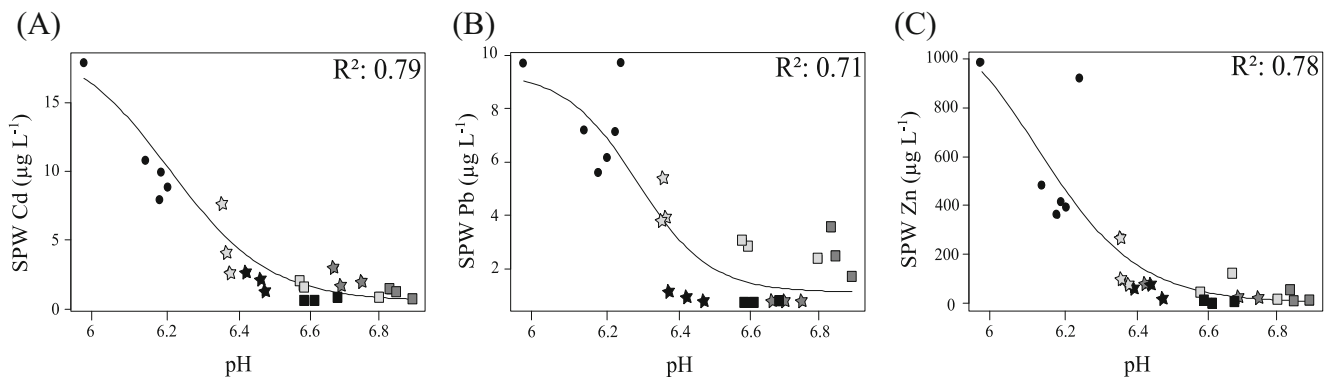 (A)
R²: 0.79
SPW Cd (µg L⁻¹)
15
10
5
0
6
6.2
6.4
6.6
6.8
pH
(B)
R²: 0.71
SPW Pb (µg L⁻¹)
10
8
6
4
2
6
6.2
6.4
6.6
6.8
pH
(C)
R²: 0.78
SPW Zn (µg L⁻¹)
1000
800
600
400
200
0
6
6.2
6.4
6.6
6.8
pH